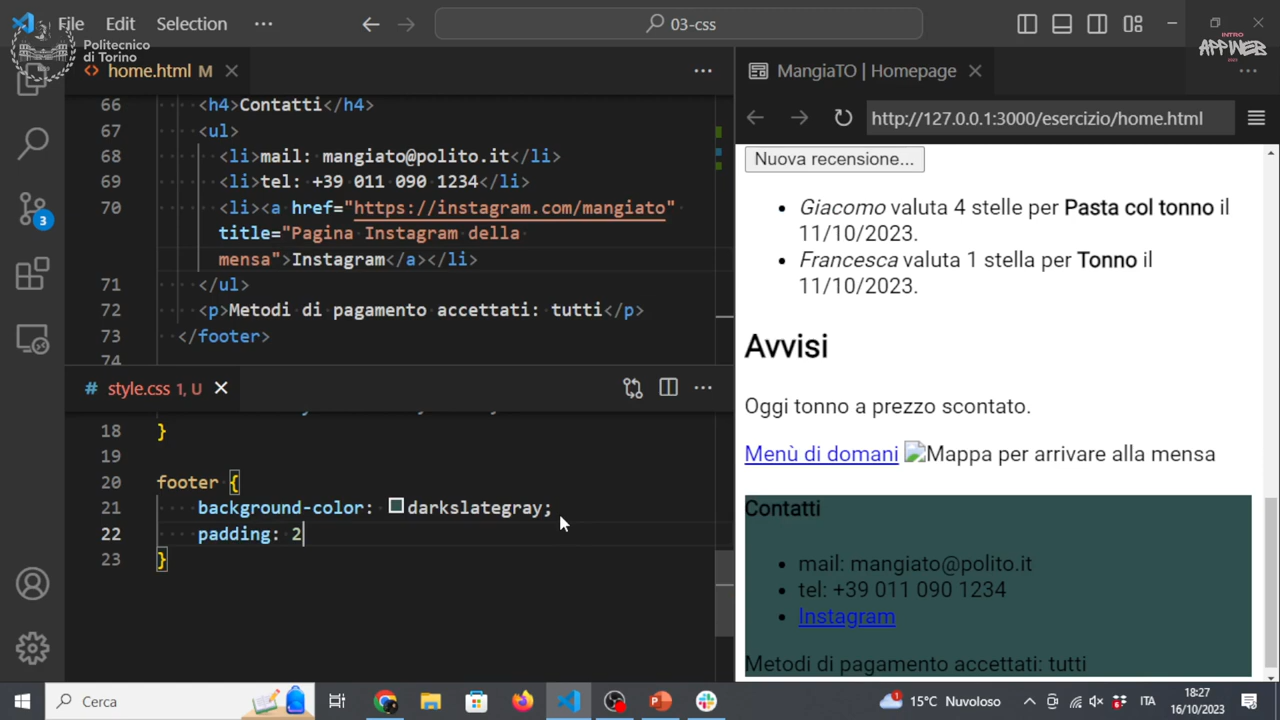 File Edit Selection ··· 03-css
Politecnico
di Torino
INTRO
APPWEB
home.html M
MangiaTO | Homepage
http://127.0.0.1:3000/esercizio/home.html
66 <h4>Contatti</h4>
67 <ul>
68 <li>mail: mangiato@polito.it</li>
69 <li>tel: +39 011 090 1234</li>
70 <li><a href="https://instagram.com/mangiato"
title="Pagina Instagram della
mensa">Instagram</a></li>
71 </ul>
72 <p>Metodi di pagamento accettati: tutti</p>
73 </footer>
74
# style.css 1, U
18 }
19
20 footer {
21 background-color: darkslategray;
22 padding: 2
23 }
3
Nuova recensione...
• Giacomo valuta 4 stelle per Pasta col tonno il
11/10/2023.
• Francesca valuta 1 stella per Tonno il
11/10/2023.
Avvisi
Oggi tonno a prezzo scontato.
Menù di domani Mappa per arrivare alla mensa
Contatti
• mail: mangiato@polito.it
• tel: +39 011 090 1234
• Instagram
Metodi di pagamento accettati: tutti
Cerca
1
15°C Nuvoloso
ITA
18:27
16/10/2023